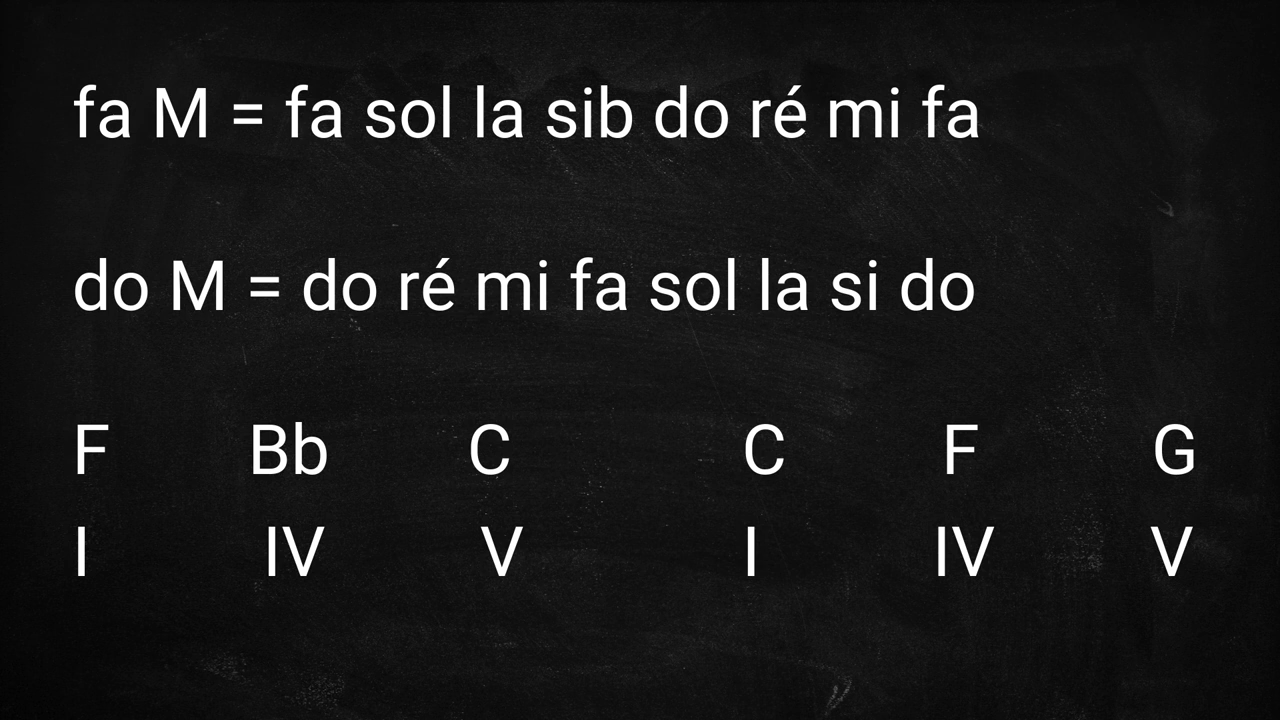 fa M = fa sol la sib do ré mi fa
do M = do ré mi fa sol la si do
F Bb C C F G
I IV V I IV V